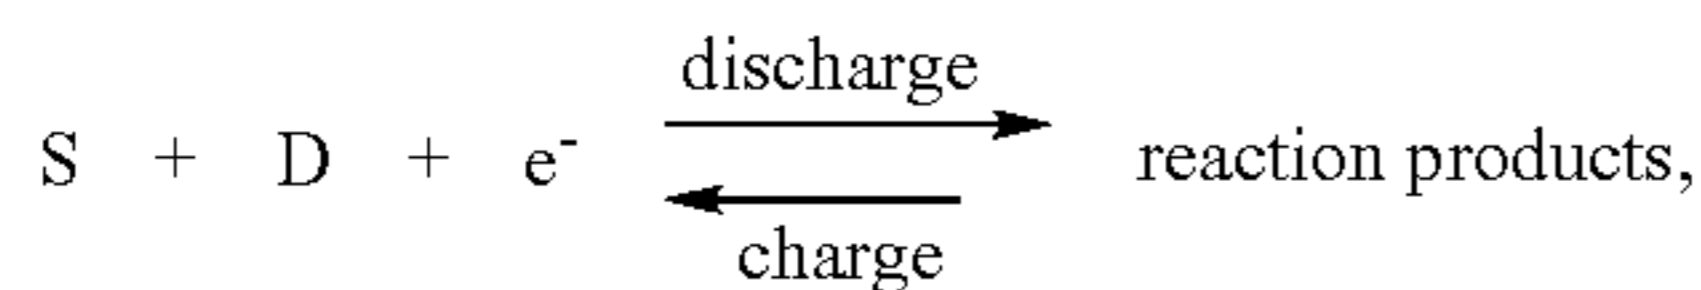 discharge
S + D + e- reaction products,
charge